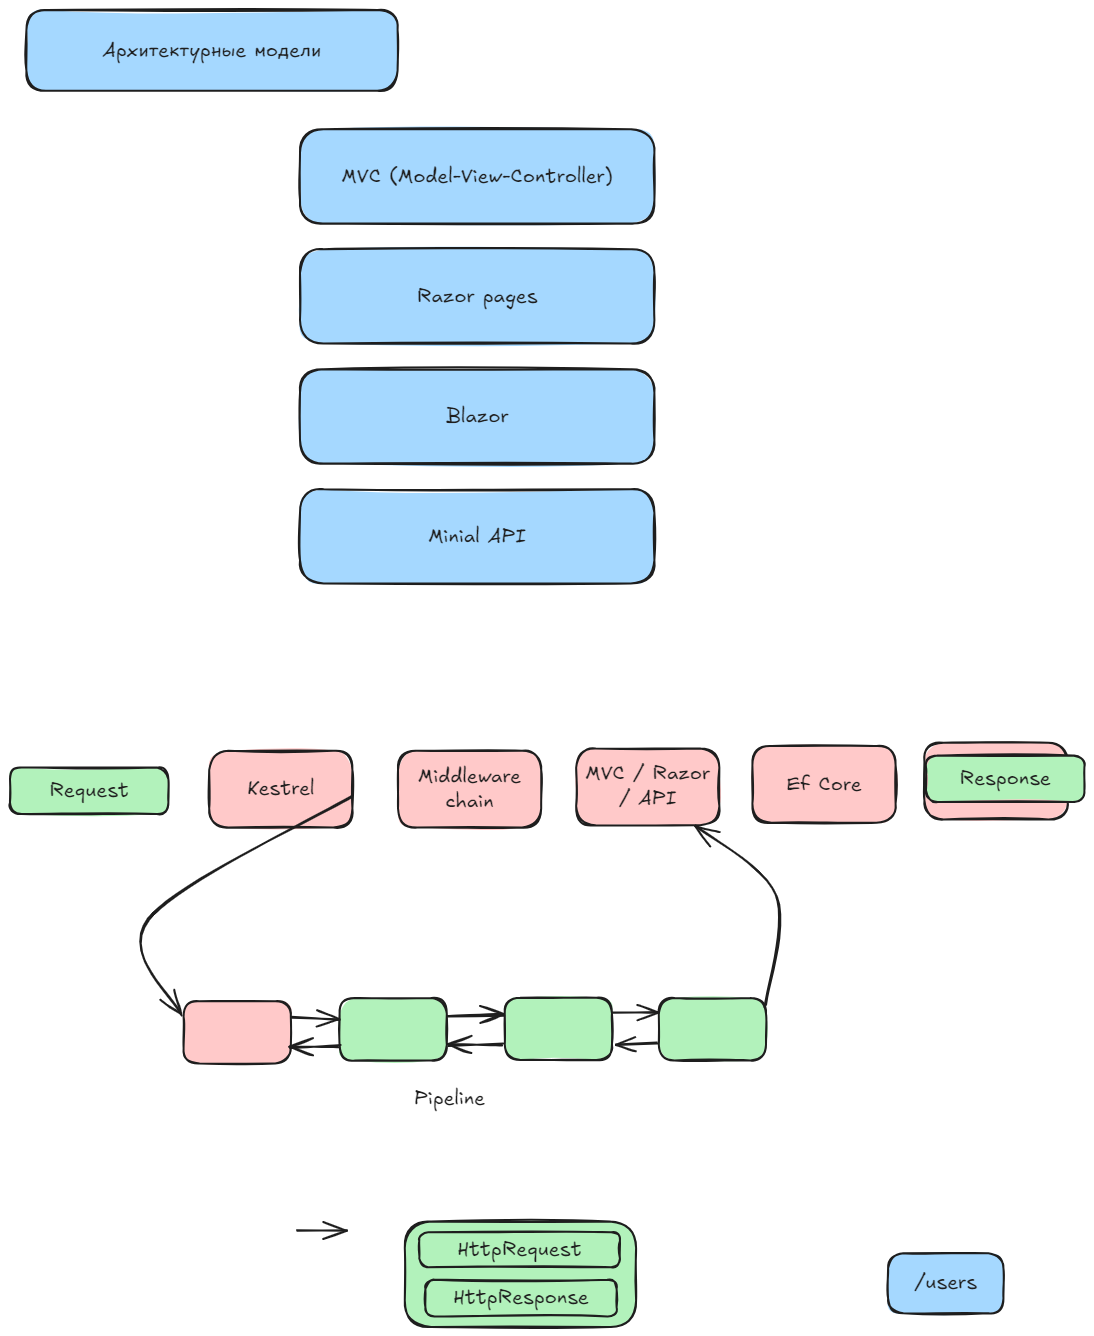 Архитектурные модели
MVC (Model-View-Controller)
Razor pages
Blazor
Minial API
Request
Kestrel
Middleware
chain
MVC / Razor
/ API
Ef Core
Response
Pipeline
HttpRequest
HttpResponse
/users